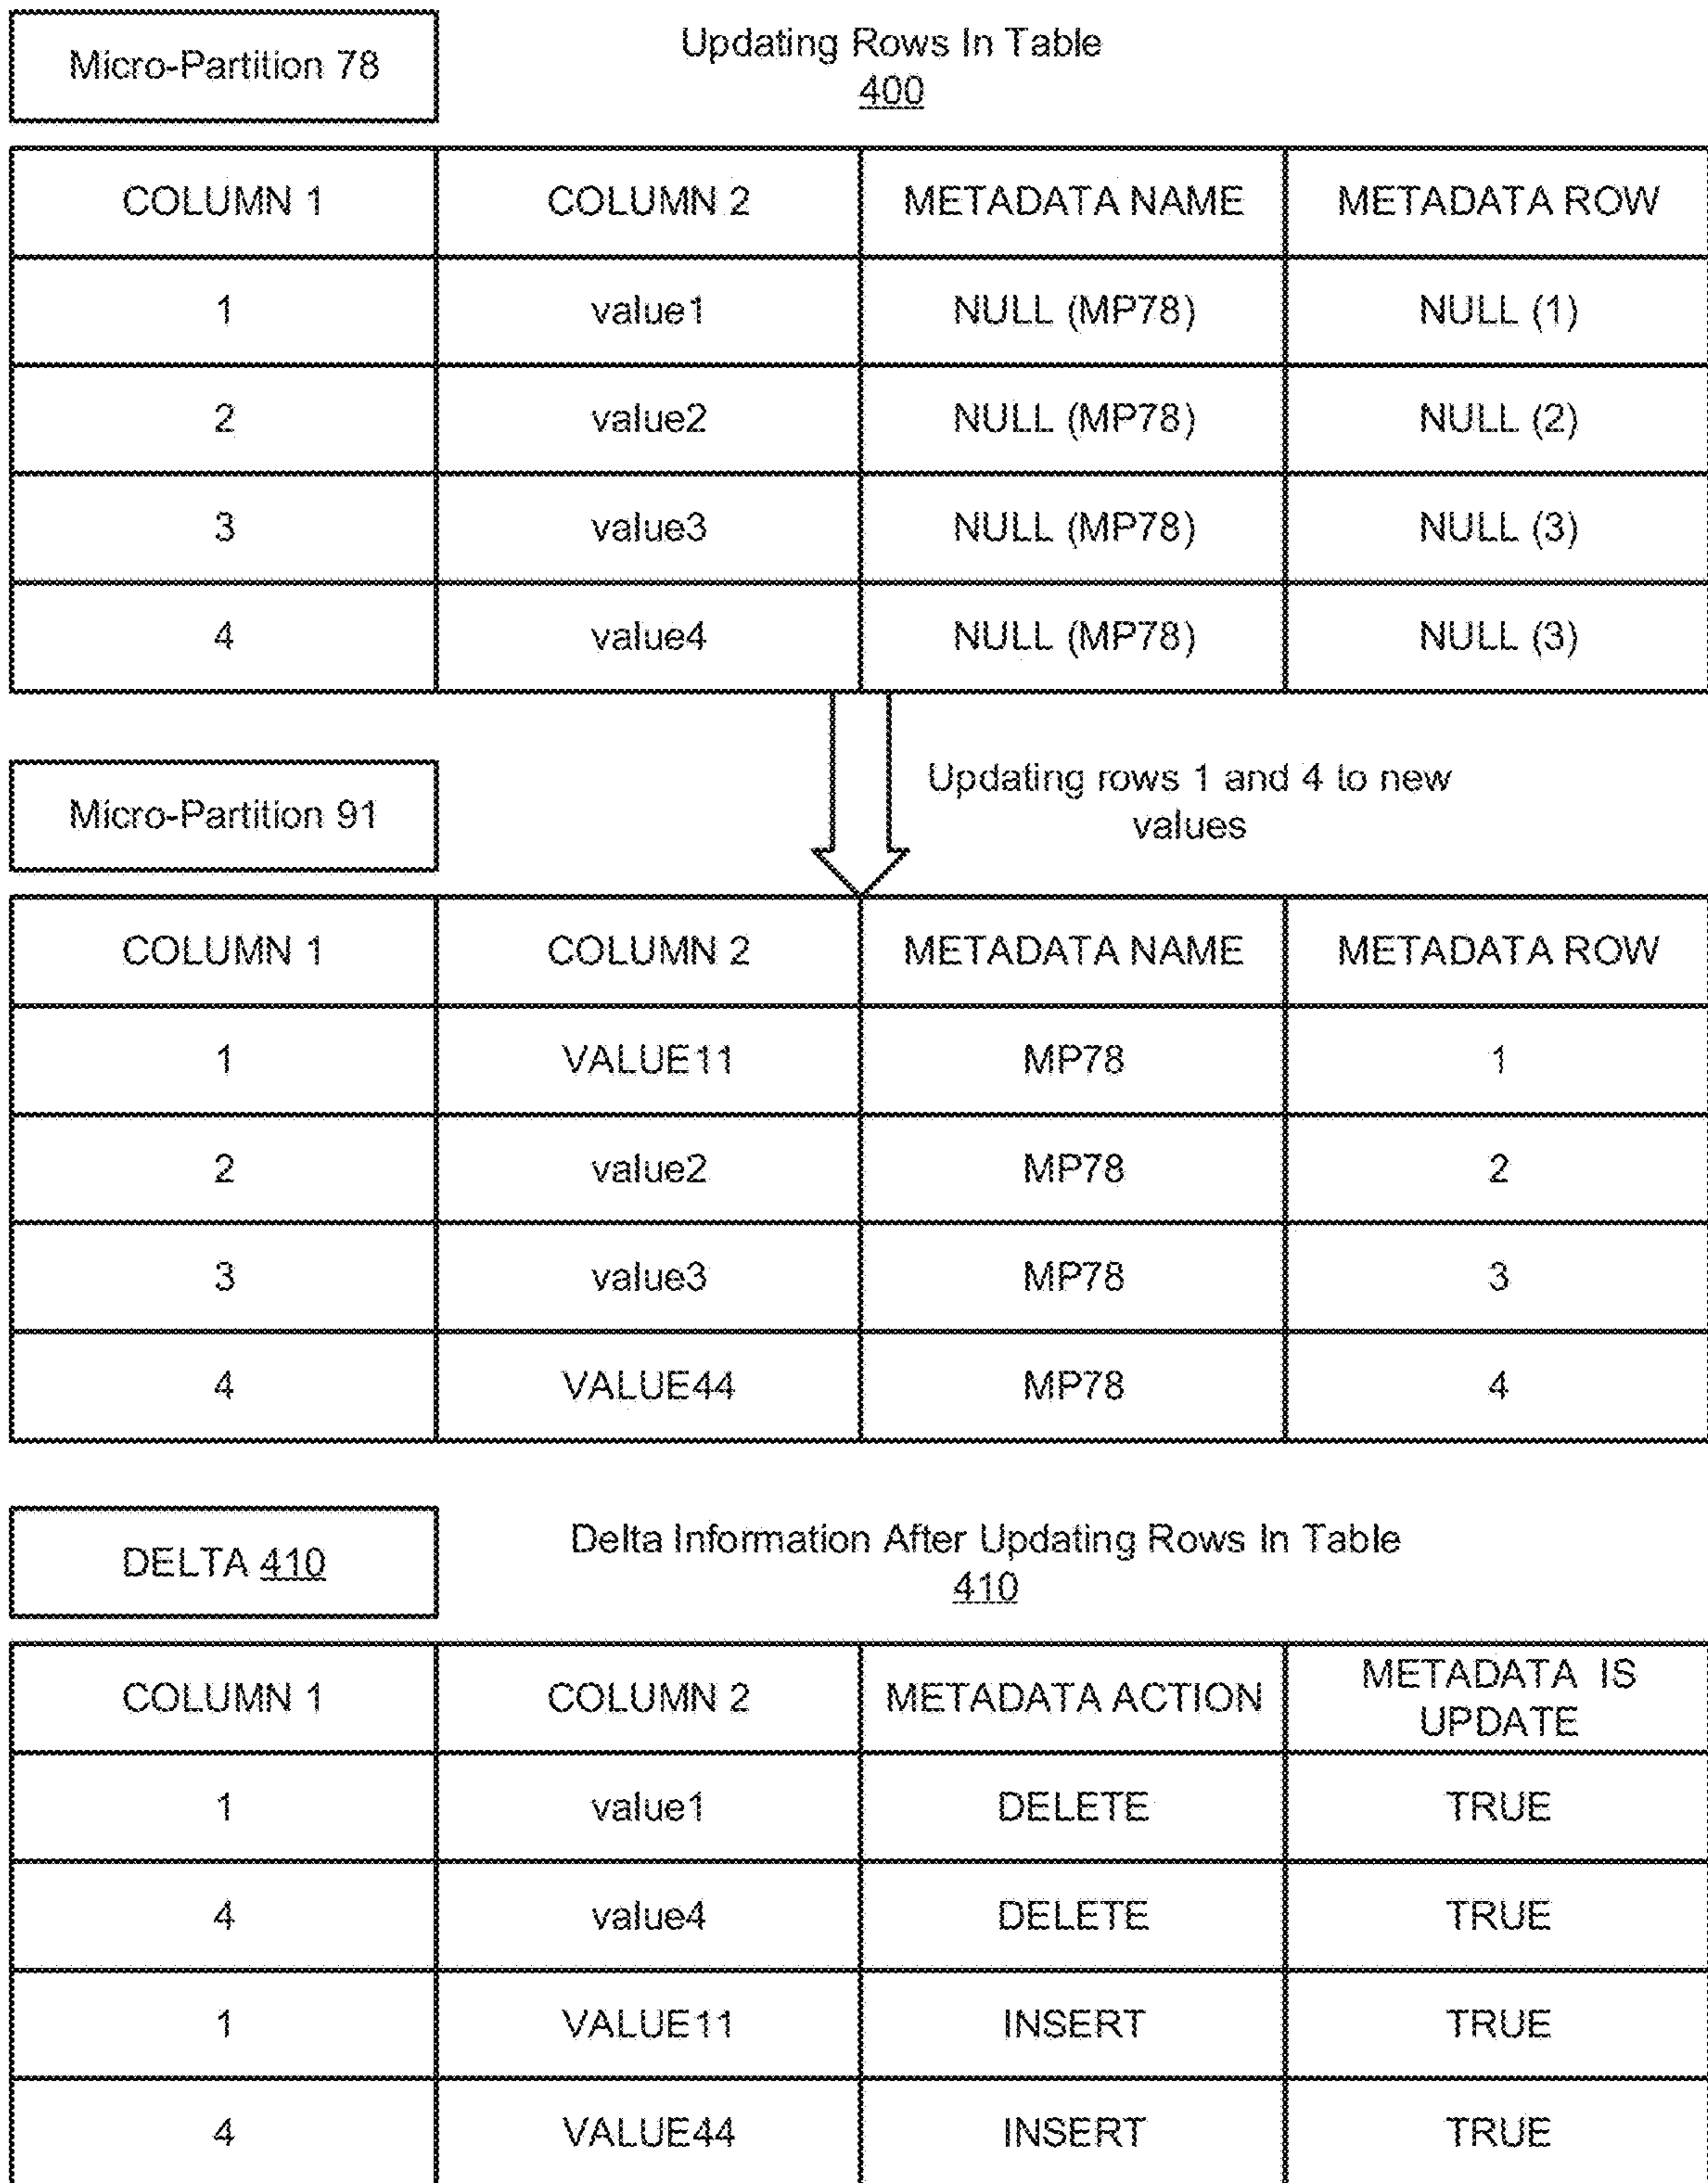 Micro-Partition 78
Updating Rows In Table
400
COLUMN 1 COLUMN 2 METADATA NAME METADATA ROW
1 value1 NULL (MP78) NULL (1)
2 value2 NULL (MP78) NULL (2)
3 value3 NULL (MP78) NULL (3)
4 value4 NULL (MP78) NULL (3)
Micro-Partition 91
Updating rows 1 and 4 to new
values
COLUMN 1 COLUMN 2 METADATA NAME METADATA ROW
1 VALUE11 MP78 1
2 value2 MP78 2
3 value3 MP78 3
4 VALUE44 MP78 4
DELTA 410
Delta Information After Updating Rows In Table
410
COLUMN 1 COLUMN 2 METADATA ACTION METADATA IS
UPDATE
1 value1 DELETE TRUE
4 value4 DELETE TRUE
1 VALUE11 INSERT TRUE
4 VALUE44 INSERT TRUE